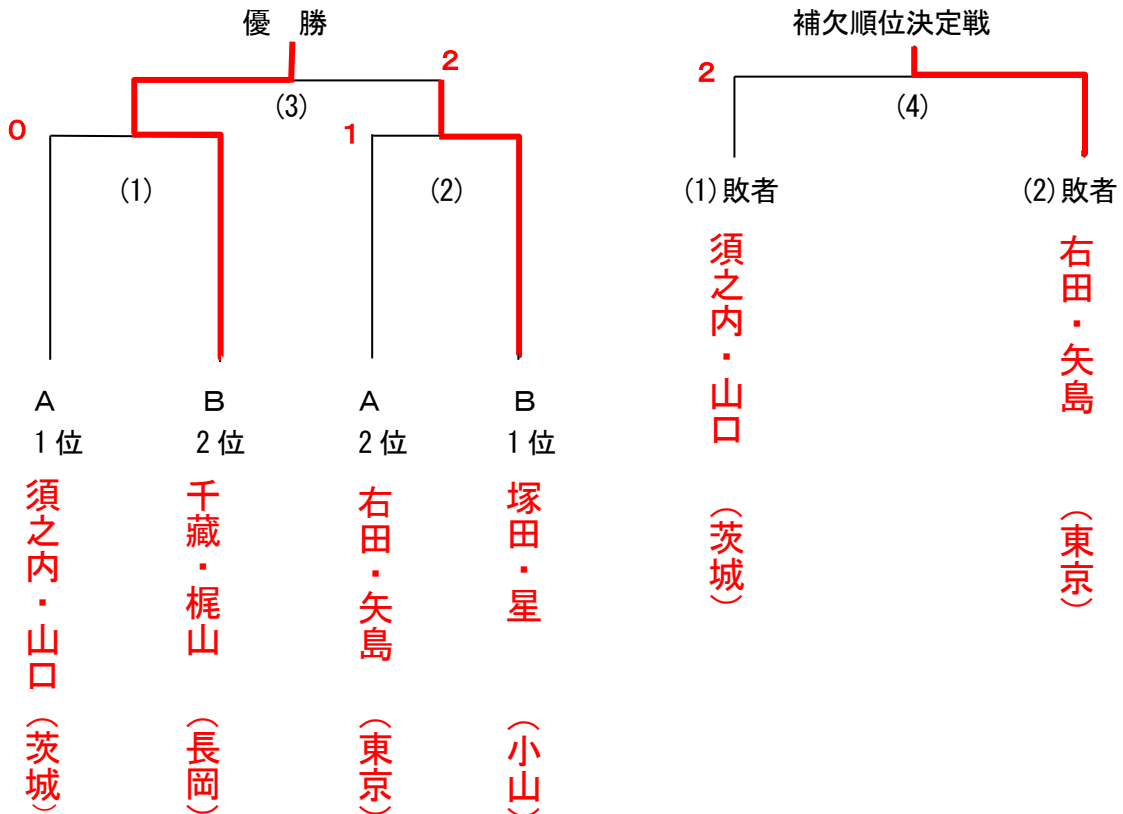 優　勝
補欠順位決定戦
2
2
(3)
(4)
0
1
(1)
(2)
(1)敗者
(2)敗者
A
B
A
B
1位
2位
2位
1位
須之内・山口
(茨城)
千藏・梶山
(長岡)
右田・矢島
(東京)
塚田・星
(小山)
須之内・山口
(茨城)
右田・矢島
(東京)